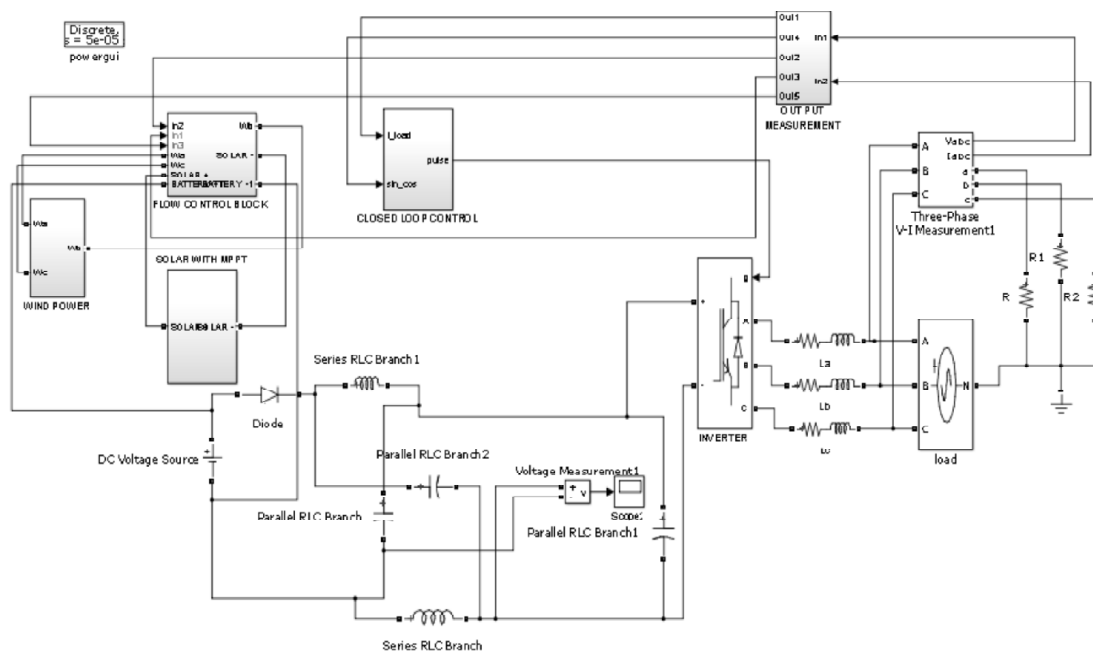 Discrete,
s = 5e-05
powergui
Out1
Out4
Out2
Out3
Out5
In1
In2
OUTPUT
MEASUREMENT
In2
In1
In3
Wa
Wc
SOLAR +
Wb
SOLAR -
BATTERY -1
FLOW CONTROL BLOCK
I_load
sin_cos
pulse
CLOSED LOOP CONTROL
Wa
Wc
Wb
WIND POWER
SOLAR WITH MPPT
A
B
C
Vabc
Iabc
a
b
c
Three-Phase
V-I Measurement1
R1
R
R2
+
-
A
B
C
INVERTER
La
Lb
A
B
C
N
load
Series RLC Branch1
Diode
DC Voltage Source
Parallel RLC Branch2
Parallel RLC Branch
Voltage Measurement1
+
-
v
Parallel RLC Branch1
Series RLC Branch